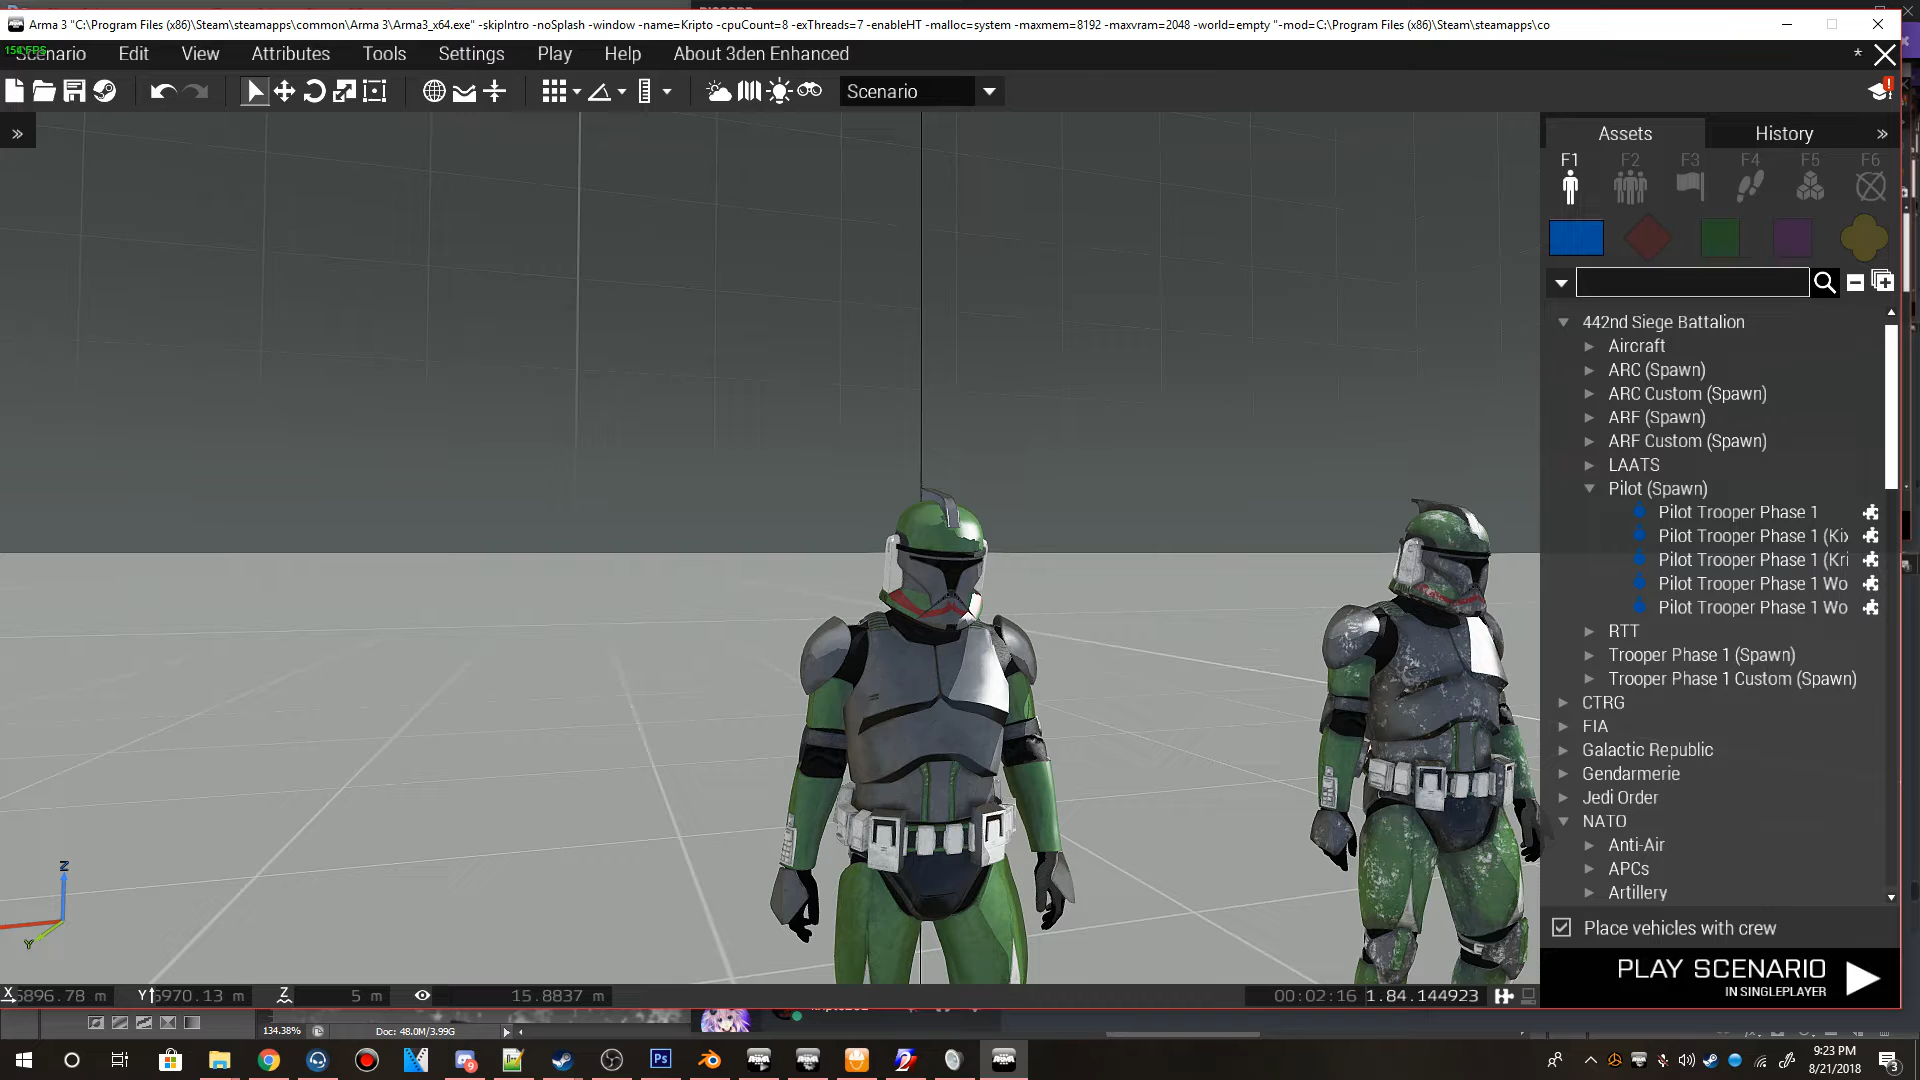 Arma 3 "C:\Program Files (x86)\Steam\steamapps\common\Arma 3\Arma3_x64.exe" -skipIntro -noSplash -window -name=Kripto -cpuCount=8 -exThreads=7 -enableHT -malloc=system -maxmem=8192 -maxvram=2048 -world=empty "-mod=C:\Program Files (x86)\Steam\steamapps\co
Scenario Edit View Attributes Tools Settings Play Help About 3den Enhanced *
Scenario
Assets History
F1 F2 F3 F4 F5 F6
442nd Siege Battalion
Aircraft
ARC (Spawn)
ARC Custom (Spawn)
ARF (Spawn)
ARF Custom (Spawn)
LAATS
Pilot (Spawn)
Pilot Trooper Phase 1
Pilot Trooper Phase 1 (Kix
Pilot Trooper Phase 1 (Kri
Pilot Trooper Phase 1 Wo
Pilot Trooper Phase 1 Wo
RTT
Trooper Phase 1 (Spawn)
Trooper Phase 1 Custom (Spawn)
CTRG
FIA
Galactic Republic
Gendarmerie
Jedi Order
NATO
Anti-Air
APCs
Artillery
Place vehicles with crew
PLAY SCENARIO
IN SINGLEPLAYER
Z
Y
X 5896.78 m Y 5970.13 m Z 5 m 15.8837 m 00:02:16 1.84.144923
134.38% Doc: 48.0M/3.99G
9:23 PM
8/21/2018